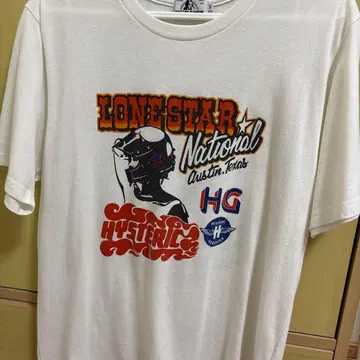 LONE STAR
National
Austin, Texas
HG
HYSTERIC
H